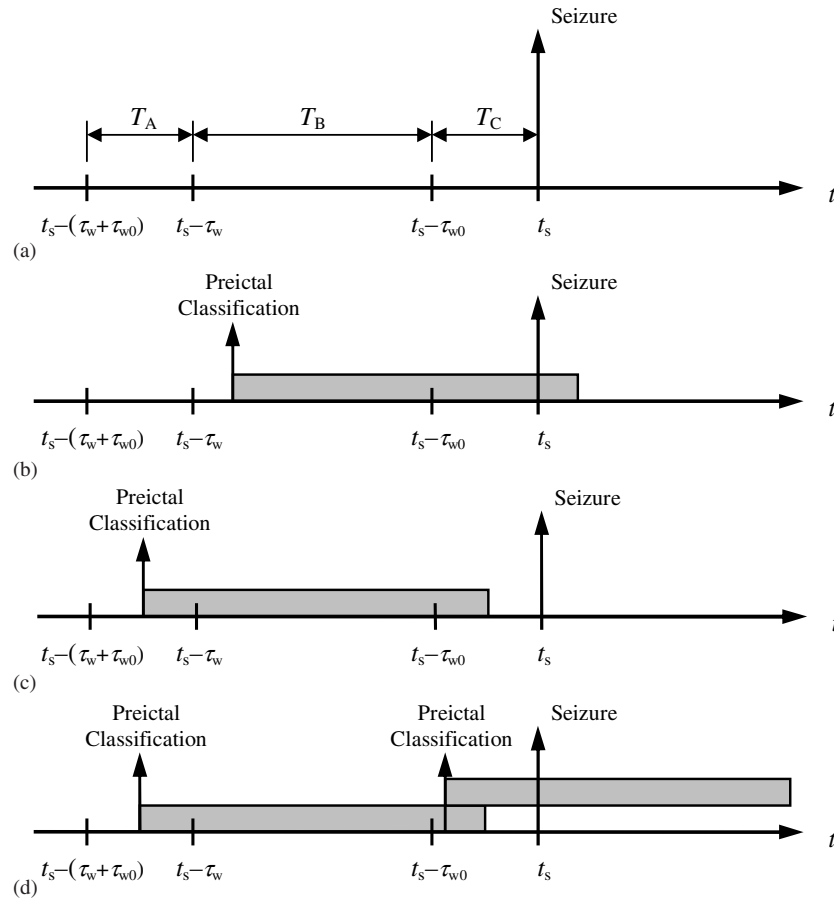 Seizure
T_A T_B T_C
t
t_s−(τ_w+τ_w0) t_s−τ_w t_s−τ_w0 t_s
(a)
Preictal Classification Seizure
t
t_s−(τ_w+τ_w0) t_s−τ_w t_s−τ_w0 t_s
(b)
Preictal Classification Seizure
t
t_s−(τ_w+τ_w0) t_s−τ_w t_s−τ_w0 t_s
(c)
Preictal Classification Preictal Classification Seizure
t
t_s−(τ_w+τ_w0) t_s−τ_w t_s−τ_w0 t_s
(d)